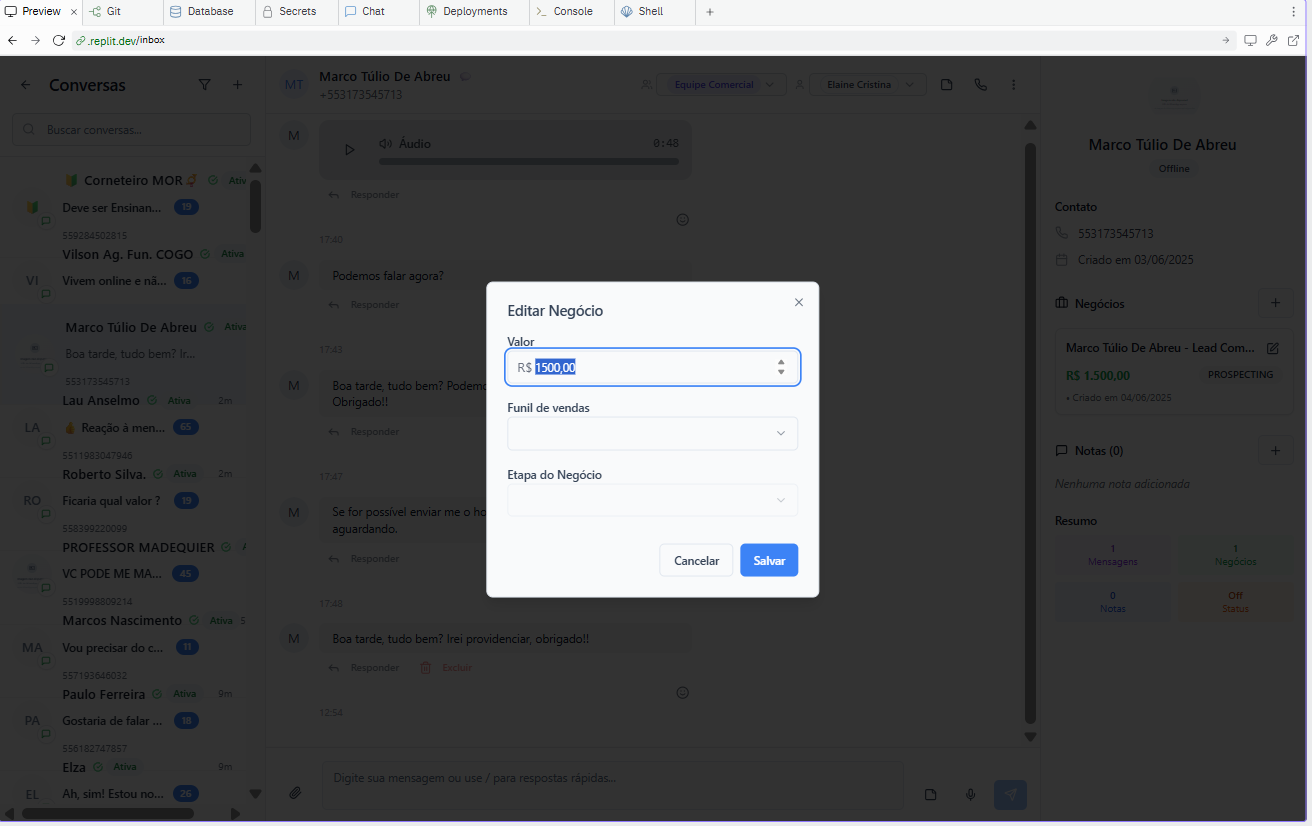 Preview
Git
Database
Secrets
Chat
Deployments
Console
Shell
.replit.dev/inbox
Conversas
Buscar conversas...
Corneteiro MOR
Ativ
Deve ser Ensinan...
19
559284502815
Vilson Ag. Fun. COGO
Ativa
VI
Vivem online e nã...
16
Marco Túlio De Abreu
Ativa
Boa tarde, tudo bem? Ir...
553173545713
Lau Anselmo
Ativa
2m
LA
Reação à men...
65
5511983047946
Roberto Silva.
Ativa
2m
RO
Ficaria qual valor ?
19
558399220099
PROFESSOR MADEQUIER
VC PODE ME MA...
45
5519998809214
Marcos Nascimento
Ativa
5
MA
Vou precisar do c...
11
557193646032
Paulo Ferreira
Ativa
9m
PA
Gostaria de falar ...
18
556182747857
Elza
Ativa
9m
EL
Ah, sim! Estou no...
26
MT
Marco Túlio De Abreu
+553173545713
Equipe Comercial
Elaine Cristina
M
Áudio
0:48
Responder
17:40
M
Podemos falar agora?
Responder
17:43
M
Boa tarde, tudo bem? Podemo
Obrigado!!
Responder
17:47
M
Se for possível enviar me o ho
aguardando.
Responder
17:48
M
Boa tarde, tudo bem? Irei providenciar, obrigado!!
Responder
Excluir
12:54
Digite sua mensagem ou use / para respostas rápidas...
Editar Negócio
Valor
R$ 1500,00
Funil de vendas
Etapa do Negócio
Cancelar
Salvar
Marco Túlio De Abreu
Offline
Contato
553173545713
Criado em 03/06/2025
Negócios
Marco Túlio De Abreu - Lead Com...
R$ 1.500,00
PROSPECTING
• Criado em 04/06/2025
Notas (0)
Nenhuma nota adicionada
Resumo
1
Mensagens
1
Negócios
0
Notas
Off
Status